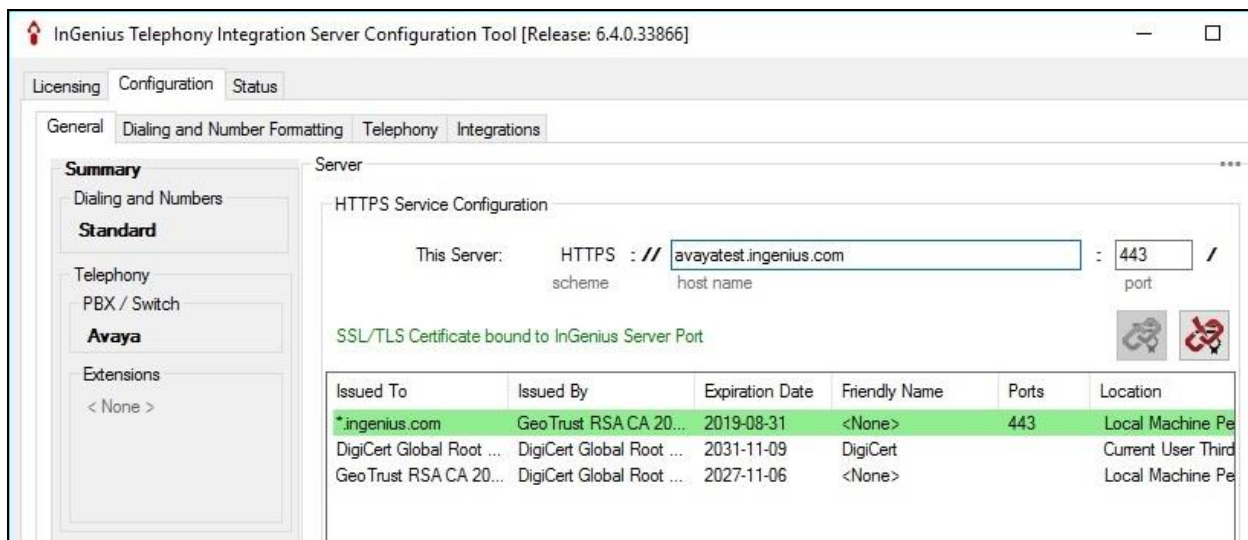 InGenius Telephony Integration Server Configuration Tool [Release: 6.4.0.33866]
Licensing Configuration Status
General Dialing and Number Formatting Telephony Integrations
Summary
Dialing and Numbers
Standard
Telephony
PBX / Switch
Avaya
Extensions
< None >
Server
HTTPS Service Configuration
This Server: HTTPS :// avayatest.ingenius.com : 443 /
scheme host name port
SSL/TLS Certificate bound to InGenius Server Port
Issued To Issued By Expiration Date Friendly Name Ports Location
*.ingenius.com GeoTrust RSA CA 20... 2019-08-31 <None> 443 Local Machine Pe
DigiCert Global Root ... DigiCert Global Root ... 2031-11-09 DigiCert Current User Third
GeoTrust RSA CA 20... DigiCert Global Root ... 2027-11-06 <None> Local Machine Pe